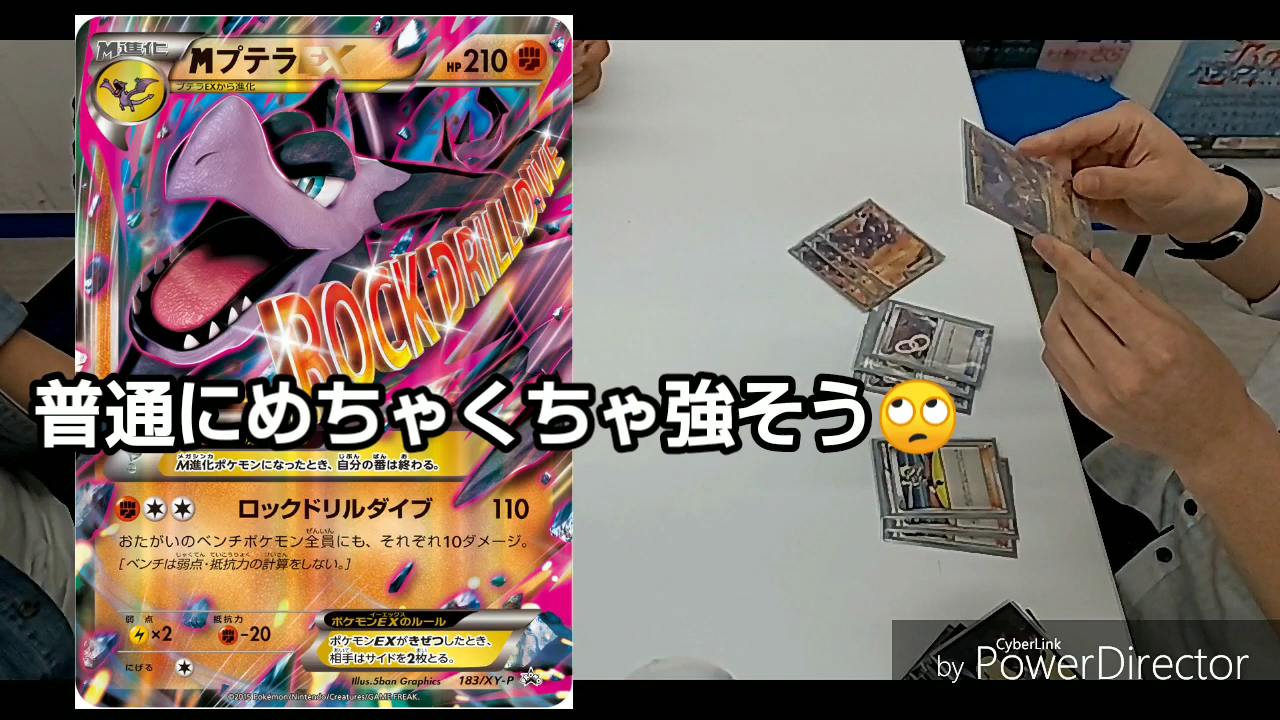 M進化
MプテラEX
HP210
プテラEXから進化
ROCK DRILL DIVE
普通にめちゃくちゃ強そう🙄
M進化ポケモンになったとき、自分の番は終わる。
ロックドリルダイブ 110
おたがいのベンチポケモン全員にも、それぞれ10ダメージ。
[ベンチは弱点・抵抗力の計算をしない。]
弱点
×2
抵抗力
-20
にげる
ポケモンEXのルール
ポケモンEXがきぜつしたとき、
相手はサイドを2枚とる。
Illus.5ban Graphics 183/XY-P
©2015 Pokémon/Nintendo/Creatures/GAME FREAK.
CyberLink
by PowerDirector